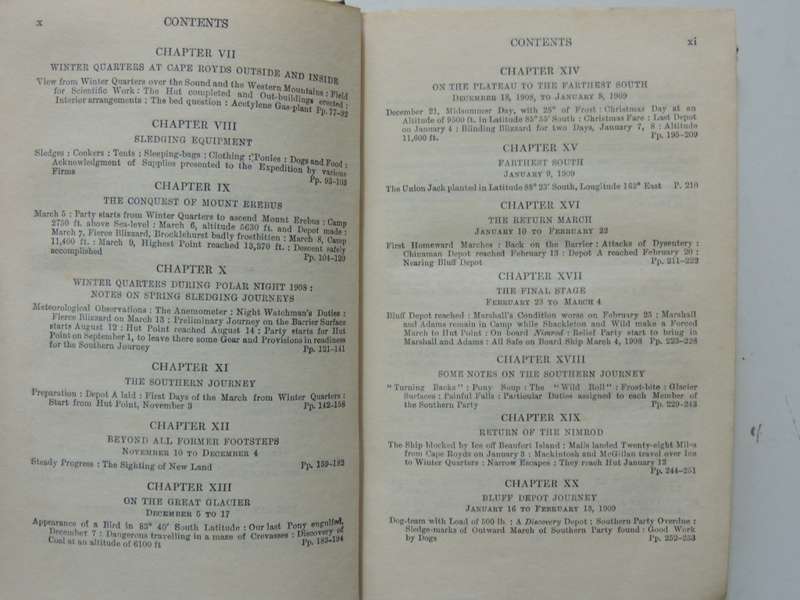 x
CONTENTS
CHAPTER VII
WINTER QUARTERS AT CAPE ROYDS OUTSIDE AND INSIDE
View from Winter Quarters over the Sound and the Western Mountains : Field
for Scientific Work : The Hut completed and Out-buildings erected :
Interior arrangements : The bed question : Acetylene Gas-plant Pp. 77-92
CHAPTER VIII
SLEDGING EQUIPMENT
Sledges : Cookers : Tents : Sleeping-bags : Clothing : Ponies : Dogs and Food :
Acknowledgment of Supplies presented to the Expedition by various
Firms Pp. 93-103
CHAPTER IX
THE CONQUEST OF MOUNT EREBUS
March 5 : Party starts from Winter Quarters to ascend Mount Erebus : Camp
2750 ft. above Sea-level : March 6, altitude 5630 ft. and Depot made :
March 7, Fierce Blizzard, Brocklehurst badly frostbitten : March 8, Camp
11,400 ft. : March 9, Highest Point reached 13,370 ft. : Descent safely
accomplished Pp. 104-120
CHAPTER X
WINTER QUARTERS DURING POLAR NIGHT 1908 :
NOTES ON SPRING SLEDGING JOURNEYS
Meteorological Observations : The Anemometer : Night Watchman's Duties :
Fierce Blizzard on March 13 : Preliminary Journey on the Barrier Surface
starts August 12 : Hut Point reached August 14 : Party starts for Hut
Point on September 1, to leave there some Gear and Provisions in readiness
for the Southern Journey Pp. 121-141
CHAPTER XI
THE SOUTHERN JOURNEY
Preparation : Depot A laid : First Days of the March from Winter Quarters :
Start from Hut Point, November 3 Pp. 142-158
CHAPTER XII
BEYOND ALL FORMER FOOTSTEPS
NOVEMBER 10 TO DECEMBER 4
Steady Progress : The Sighting of New Land Pp. 159-182
CHAPTER XIII
ON THE GREAT GLACIER
DECEMBER 5 TO 17
Appearance of a Bird in 83° 40' South Latitude : Our last Pony engulfed,
December 7 : Dangerous travelling in a maze of Crevasses : Discovery of
Coal at an altitude of 6100 ft Pp. 183-194
CONTENTS
xi
CHAPTER XIV
ON THE PLATEAU TO THE FARTHEST SOUTH
DECEMBER 18, 1908, TO JANUARY 8, 1909
December 21, Midsummer Day, with 28° of Frost : Christmas Day at an
Altitude of 9500 ft. in Latitude 85° 55' South : Christmas Fare : Last Depot
on January 4 : Blinding Blizzard for two Days, January 7, 8 : Altitude
11,600 ft. Pp. 195-209
CHAPTER XV
FARTHEST SOUTH
JANUARY 9, 1909
The Union Jack planted in Latitude 88° 23' South, Longitude 162° East P. 210
CHAPTER XVI
THE RETURN MARCH
JANUARY 10 TO FEBRUARY 22
First Homeward Marches : Back on the Barrier : Attacks of Dysentery :
Chinaman Depot reached February 13 : Depot A reached February 20 :
Nearing Bluff Depot Pp. 211-222
CHAPTER XVII
THE FINAL STAGE
FEBRUARY 23 TO MARCH 4
Bluff Depot reached : Marshall's Condition worse on February 25 : Marshall
and Adams remain in Camp while Shackleton and Wild make a Forced
March to Hut Point : On board Nimrod : Relief Party start to bring in
Marshall and Adams : All Safe on Board Ship March 4, 1908 Pp. 223-228
CHAPTER XVIII
SOME NOTES ON THE SOUTHERN JOURNEY
"Turning Backs" : Pony Soup : The "Wild Roll" : Frost-bite : Glacier
Surfaces : Painful Falls : Particular Duties assigned to each Member of
the Southern Party Pp. 229-243
CHAPTER XIX
RETURN OF THE NIMROD
The Ship blocked by Ice off Beaufort Island : Mails landed Twenty-eight Miles
from Cape Royds on January 3 : Mackintosh and McGillan travel over Ice
to Winter Quarters : Narrow Escapes : They reach Hut January 12
Pp. 244-251
CHAPTER XX
BLUFF DEPOT JOURNEY
JANUARY 16 TO FEBRUARY 13, 1909
Dog-team with Load of 500 lb. : A Discovery Depot : Southern Party Overdue :
Sledge-marks of Outward March of Southern Party found : Good Work
by Dogs Pp. 252-253